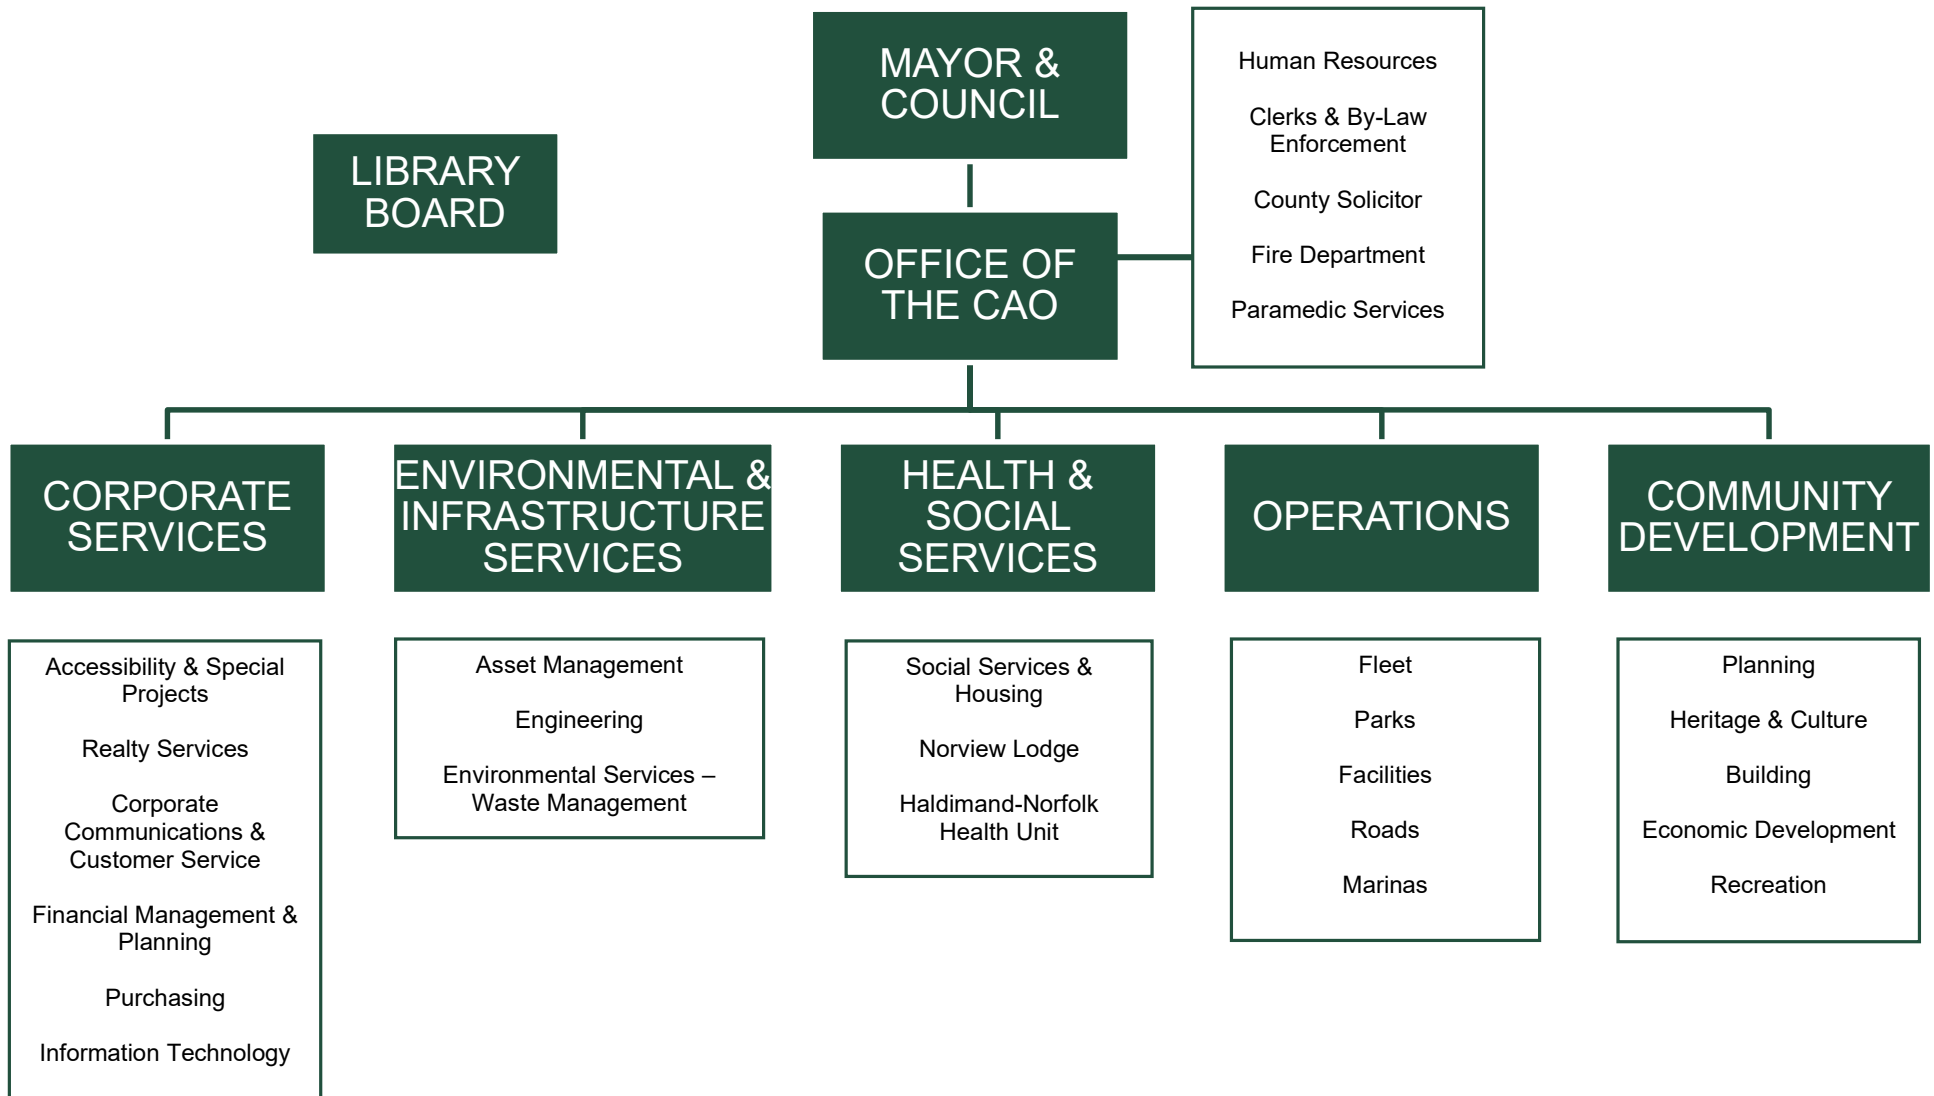 MAYOR &
COUNCIL
Human Resources
Clerks & By-Law
Enforcement
County Solicitor
Fire Department
Paramedic Services
LIBRARY
BOARD
OFFICE OF
THE CAO
CORPORATE
SERVICES
ENVIRONMENTAL &
INFRASTRUCTURE
SERVICES
HEALTH &
SOCIAL
SERVICES
OPERATIONS
COMMUNITY
DEVELOPMENT
Accessibility & Special
Projects
Realty Services
Corporate
Communications &
Customer Service
Financial Management &
Planning
Purchasing
Information Technology
Asset Management
Engineering
Environmental Services –
Waste Management
Social Services &
Housing
Norview Lodge
Haldimand-Norfolk
Health Unit
Fleet
Parks
Facilities
Roads
Marinas
Planning
Heritage & Culture
Building
Economic Development
Recreation